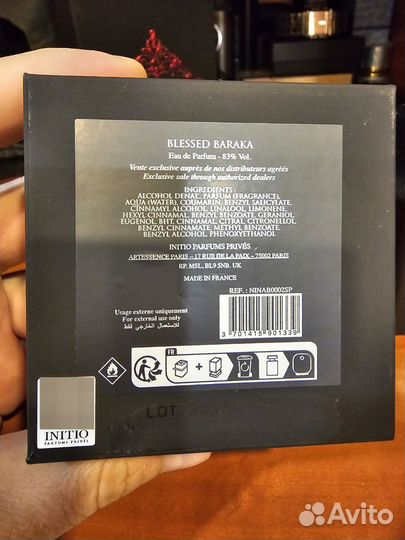 BLESSED BARAKA
Eau de Parfum - 83% Vol.
Vente exclusive auprès de nos distributeurs agréés
Exclusive sale through authorized dealers
INGREDIENTS :
ALCOHOL DENAT., PARFUM (FRAGRANCE),
AQUA (WATER), COUMARIN, BENZYL SALICYLATE,
CINNAMYL ALCOHOL, LINALOOL, LIMONENE,
HEXYL CINNAMAL, BENZYL BENZOATE, GERANIOL,
EUGENOL, BHT, CINNAMAL, CITRAL, CITRONELLOL,
BENZYL CINNAMATE, METHYL BENZOATE,
BENZYL ALCOHOL, PHENOXYETHANOL
INITIO PARFUMS PRIVÉS
ARTESSENCE PARIS – 17 RUE DE LA PAIX – 75002 PARIS
RP: MSL, BL9 5NB. UK
MADE IN FRANCE
REF. : NINAB0002SP
Usage externe uniquement
For external use only
للاستعمال الخارجي فقط
3 701415 901339
FR
+
INITIO
PARFUMS PRIVÉS
LOT
Avito